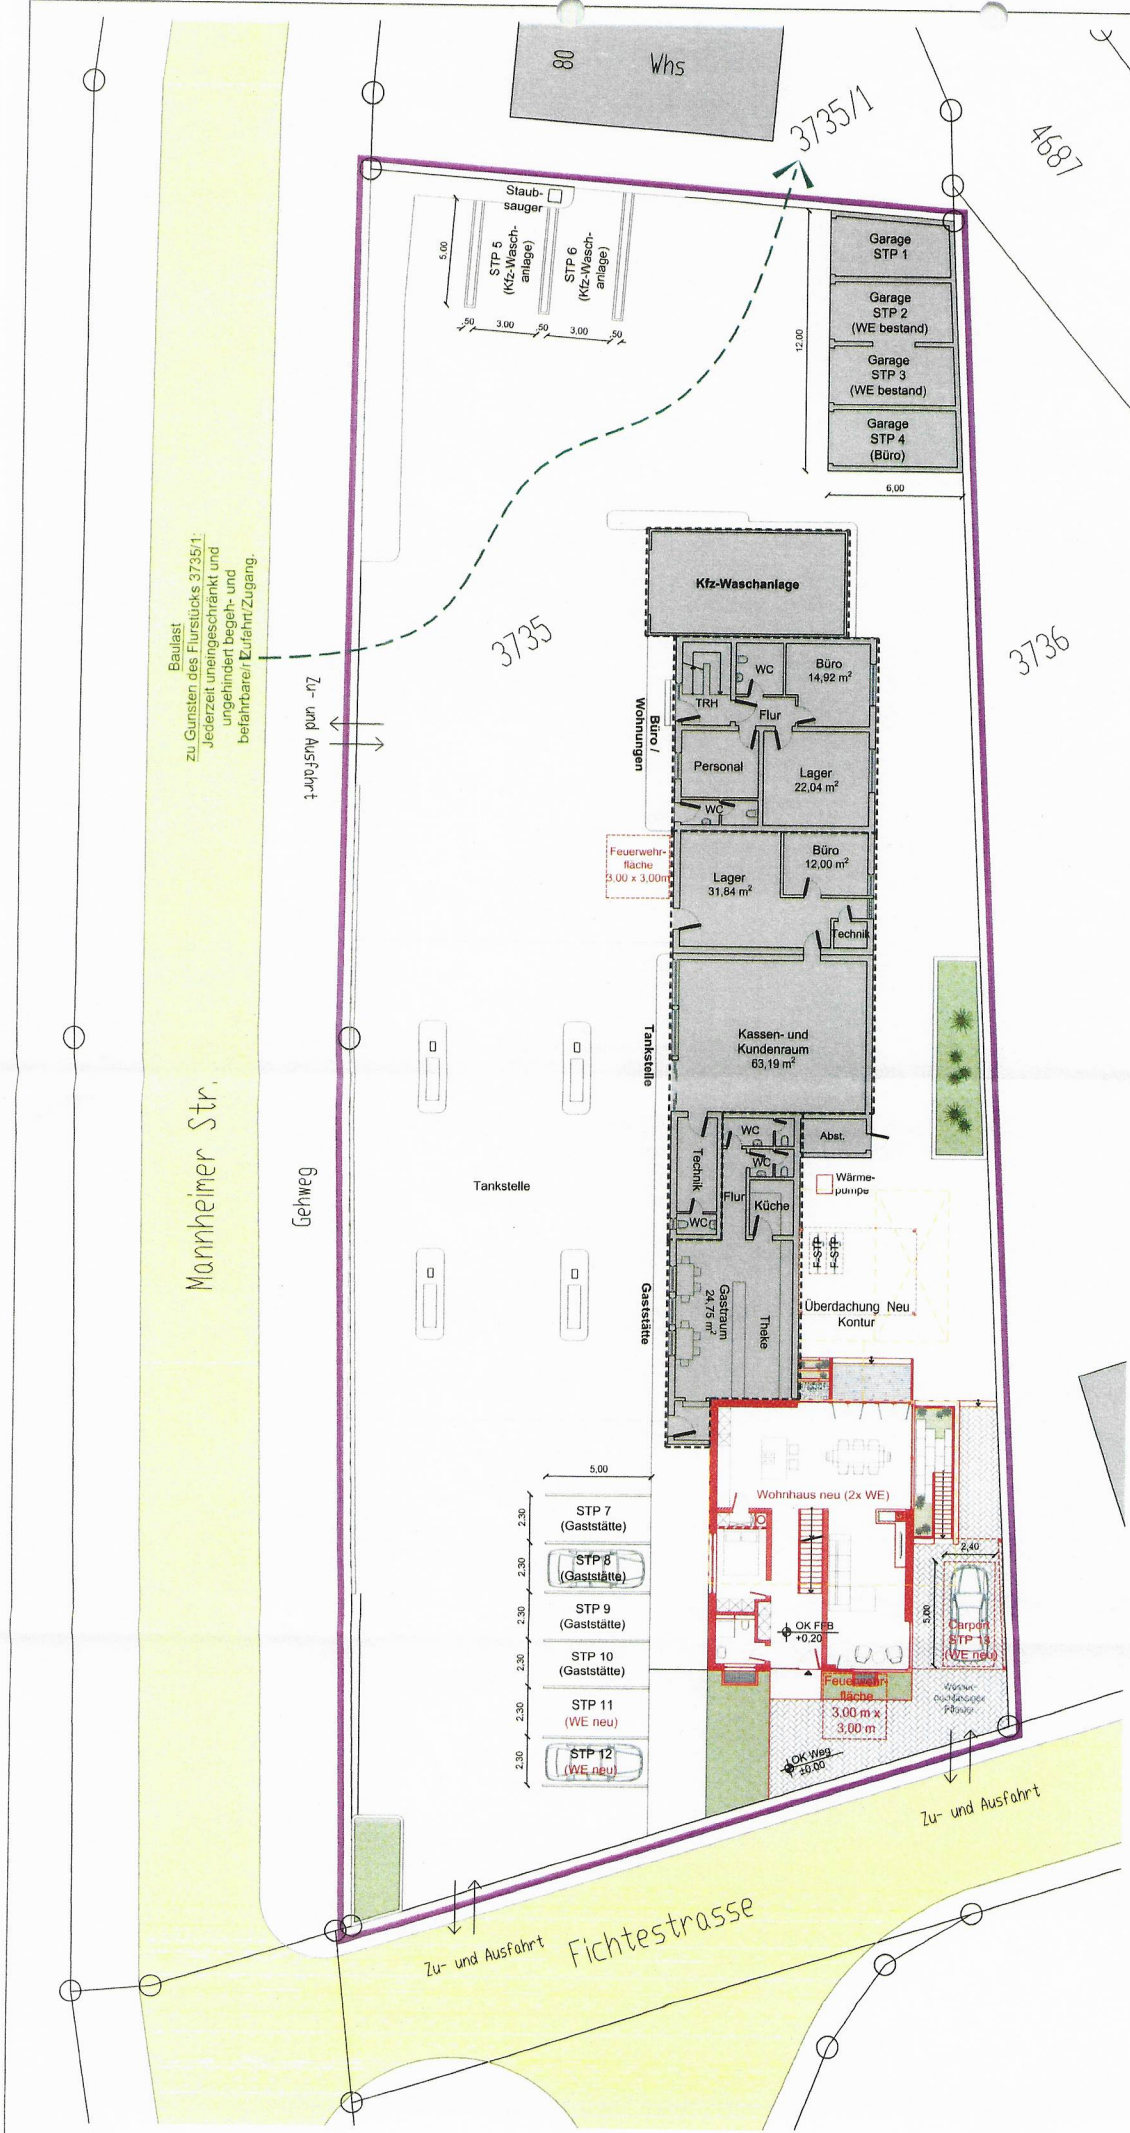 80
Whs
3735/1
4687
Staub-
sauger
5,00
STP 5
(Kfz-Wasch-
anlage)
STP 6
(Kfz-Wasch-
anlage)
,50
3,00
,50
3,00
,50
12,00
Garage
STP 1
Garage
STP 2
(WE bestand)
Garage
STP 3
(WE bestand)
Garage
STP 4
(Büro)
6,00
Baulast
zu Gunsten des Flurstücks 3735/1:
Jederzeit uneingeschränkt und
ungehindert begeh- und
befahrbare/r Zufahrt/Zugang.
Zu- und Ausfahrt
3735
3736
Kfz-Waschanlage
Büro /
Wohnungen
TRH
WC
Büro
14,92 m²
Flur
Personal
Lager
22,04 m²
WC
Feuerwehr-
fläche
3,00 x 3,00m
Lager
31,84 m²
Büro
12,00 m²
Technik
Tankstelle
Kassen- und
Kundenraum
63,19 m²
Mannheimer Str.
Gehweg
Tankstelle
Technik
WC
WC
Abst.
Flur
Küche
WC
Wärme-
pumpe
F-STP
F-STP
Überdachung Neu
Kontur
Gaststätte
Gastraum
24,75 m²
Theke
5,00
2,30
STP 7
(Gaststätte)
2,30
STP 8
(Gaststätte)
2,30
STP 9
(Gaststätte)
2,30
STP 10
(Gaststätte)
2,30
STP 11
(WE neu)
2,30
STP 12
(WE neu)
Wohnhaus neu (2x WE)
OK FFB
+0.20
2,40
5,00
Carport
STP 13
(WE neu)
Feuerwehr-
fläche
3,00 m x
3,00 m
OK Weg
±0.00
Zu- und Ausfahrt
Zu- und Ausfahrt
Fichtestrasse